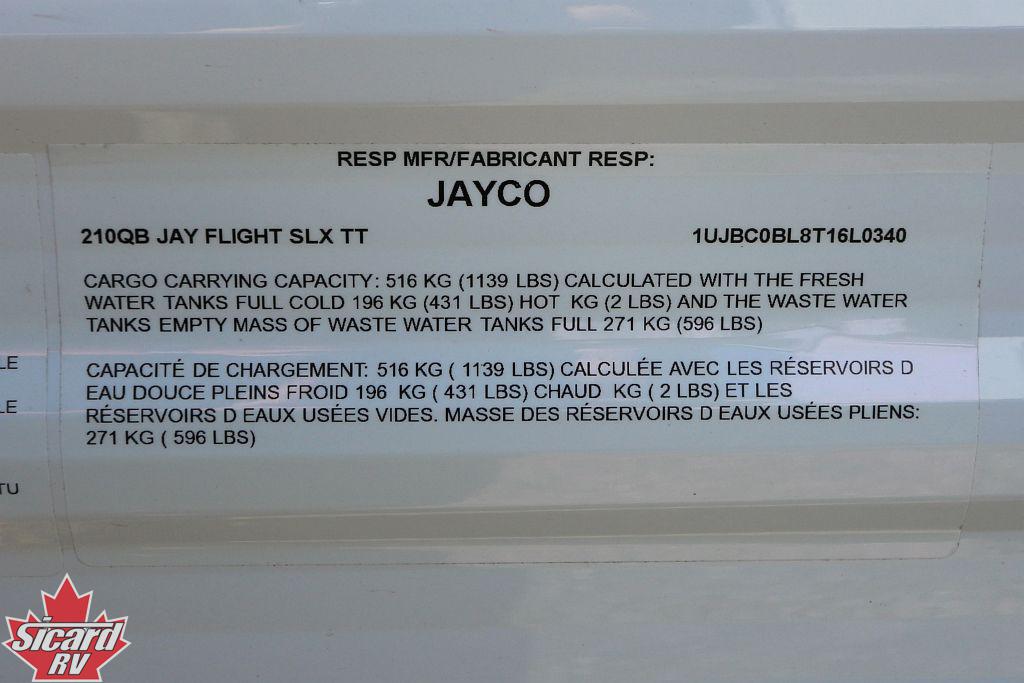 RESP MFR/FABRICANT RESP:
JAYCO
210QB JAY FLIGHT SLX TT 1UJBC0BL8T16L0340
CARGO CARRYING CAPACITY: 516 KG (1139 LBS) CALCULATED WITH THE FRESH
WATER TANKS FULL COLD 196 KG (431 LBS) HOT KG (2 LBS) AND THE WASTE WATER
TANKS EMPTY MASS OF WASTE WATER TANKS FULL 271 KG (596 LBS)
CAPACITÉ DE CHARGEMENT: 516 KG ( 1139 LBS) CALCULÉE AVEC LES RÉSERVOIRS D
EAU DOUCE PLEINS FROID 196 KG ( 431 LBS) CHAUD KG ( 2 LBS) ET LES
RÉSERVOIRS D EAUX USÉES VIDES. MASSE DES RÉSERVOIRS D EAUX USÉES PLIENS:
271 KG ( 596 LBS)
LE
LE
TU
Sicard
RV